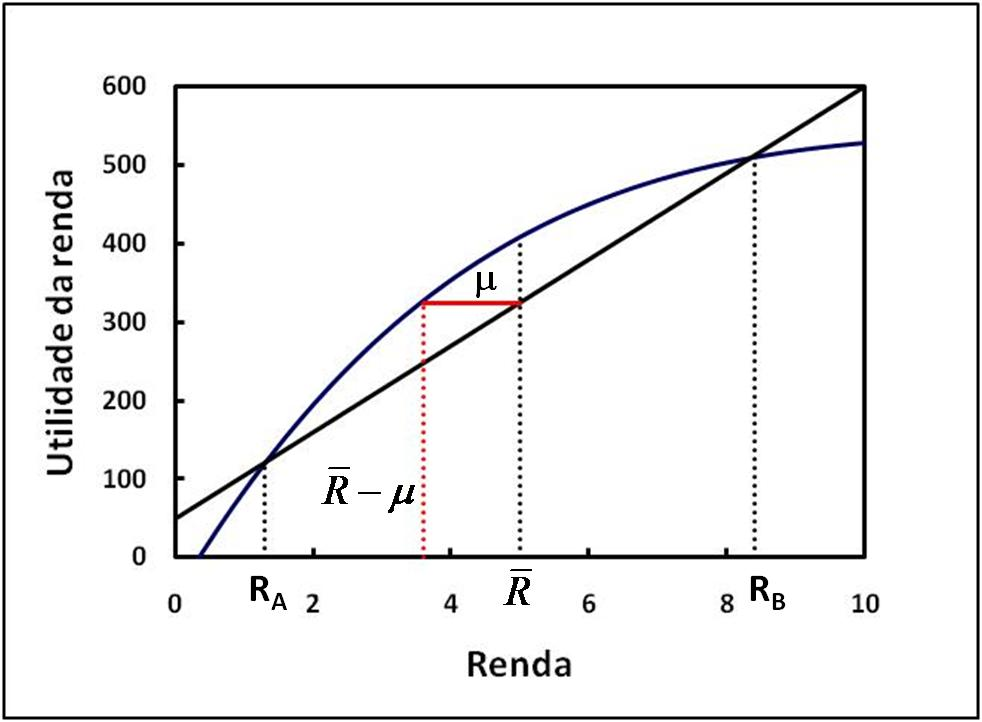 600
500
400
300
200
100
0
Utilidade da renda
μ
R̅ − μ
R_A
R̅
R_B
0 2 4 6 8 10
Renda